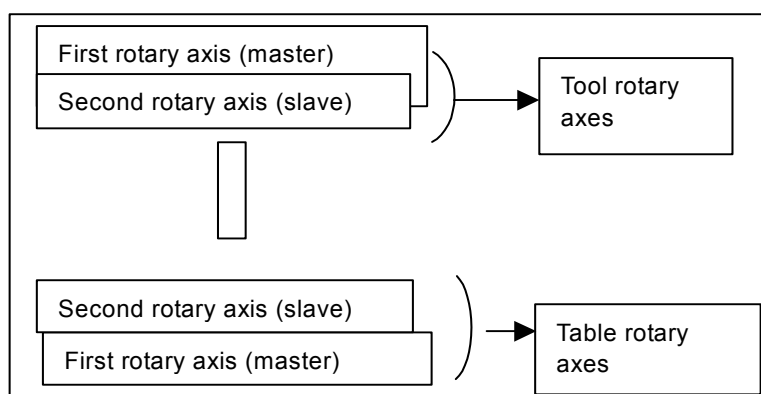 First rotary axis (master)
Second rotary axis (slave)
Tool rotary
axes
Second rotary axis (slave)
First rotary axis (master)
Table rotary
axes